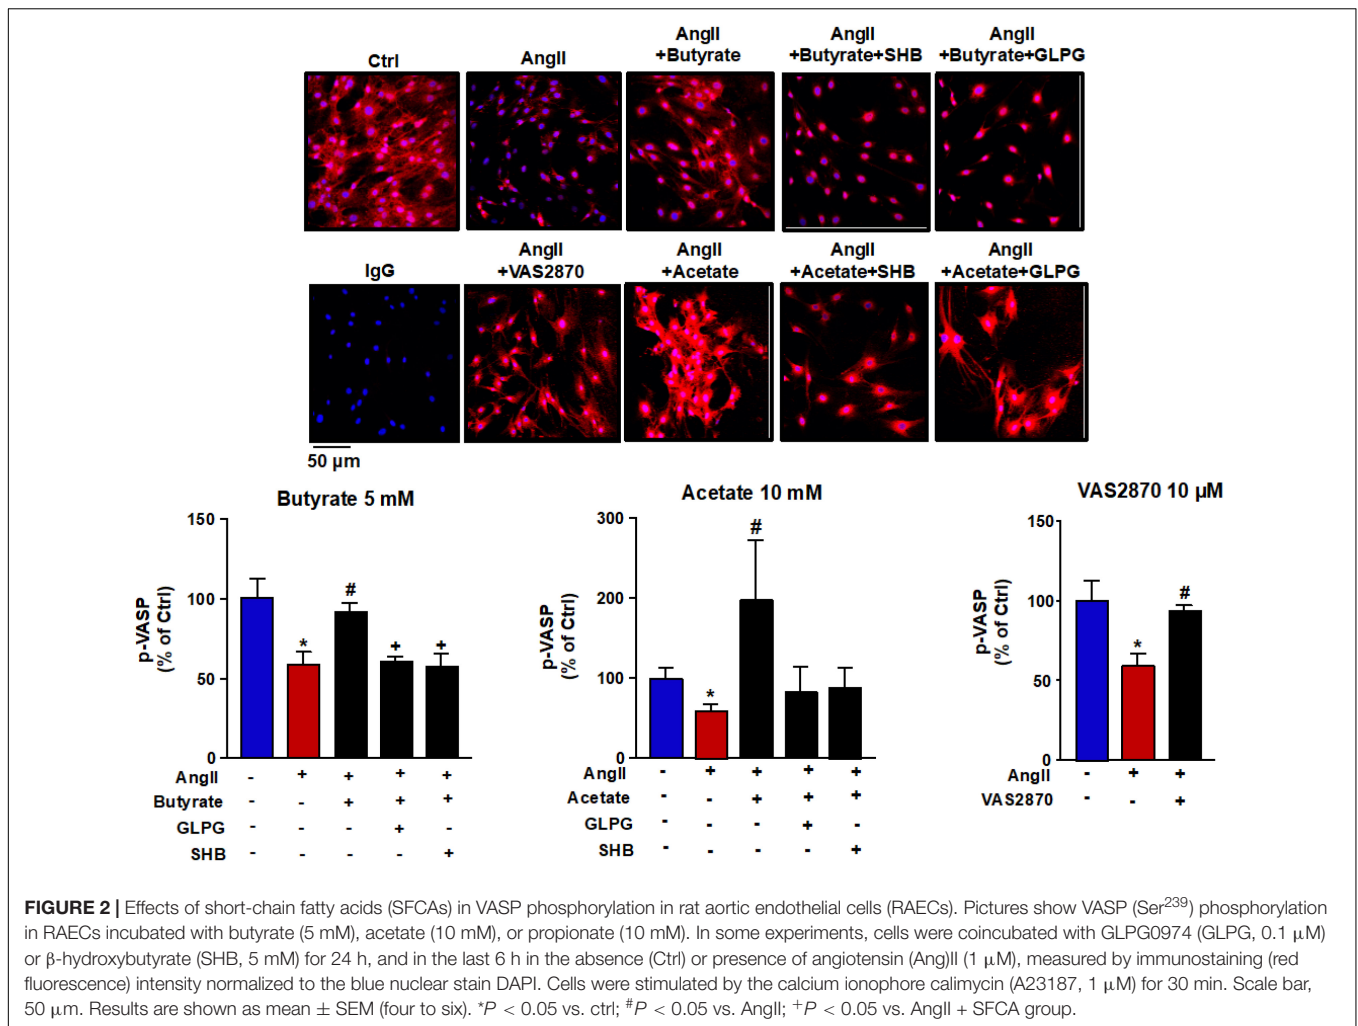 Ctrl
AngII
AngII
+Butyrate
AngII
+Butyrate+SHB
AngII
+Butyrate+GLPG
IgG
AngII
+VAS2870
AngII
+Acetate
AngII
+Acetate+SHB
AngII
+Acetate+GLPG
50 µm
Butyrate 5 mM
p-VASP
(% of Ctrl)
150
100
50
0
*
#
+
+
AngII - + + + +
Butyrate - - + + +
GLPG - - - + -
SHB - - - - +
Acetate 10 mM
p-VASP
(% of Ctrl)
300
200
100
0
*
#
AngII - + + + +
Acetate - - + + +
GLPG - - - + -
SHB - - - - +
VAS2870 10 µM
p-VASP
(% of Ctrl)
150
100
50
0
*
#
AngII - + +
VAS2870 - - +
FIGURE 2 | Effects of short-chain fatty acids (SFCAs) in VASP phosphorylation in rat aortic endothelial cells (RAECs). Pictures show VASP (Ser239) phosphorylation
in RAECs incubated with butyrate (5 mM), acetate (10 mM), or propionate (10 mM). In some experiments, cells were coincubated with GLPG0974 (GLPG, 0.1 µM)
or β-hydroxybutyrate (SHB, 5 mM) for 24 h, and in the last 6 h in the absence (Ctrl) or presence of angiotensin (Ang)II (1 µM), measured by immunostaining (red
fluorescence) intensity normalized to the blue nuclear stain DAPI. Cells were stimulated by the calcium ionophore calimycin (A23187, 1 µM) for 30 min. Scale bar,
50 µm. Results are shown as mean ± SEM (four to six). *P < 0.05 vs. ctrl; #P < 0.05 vs. AngII; +P < 0.05 vs. AngII + SFCA group.